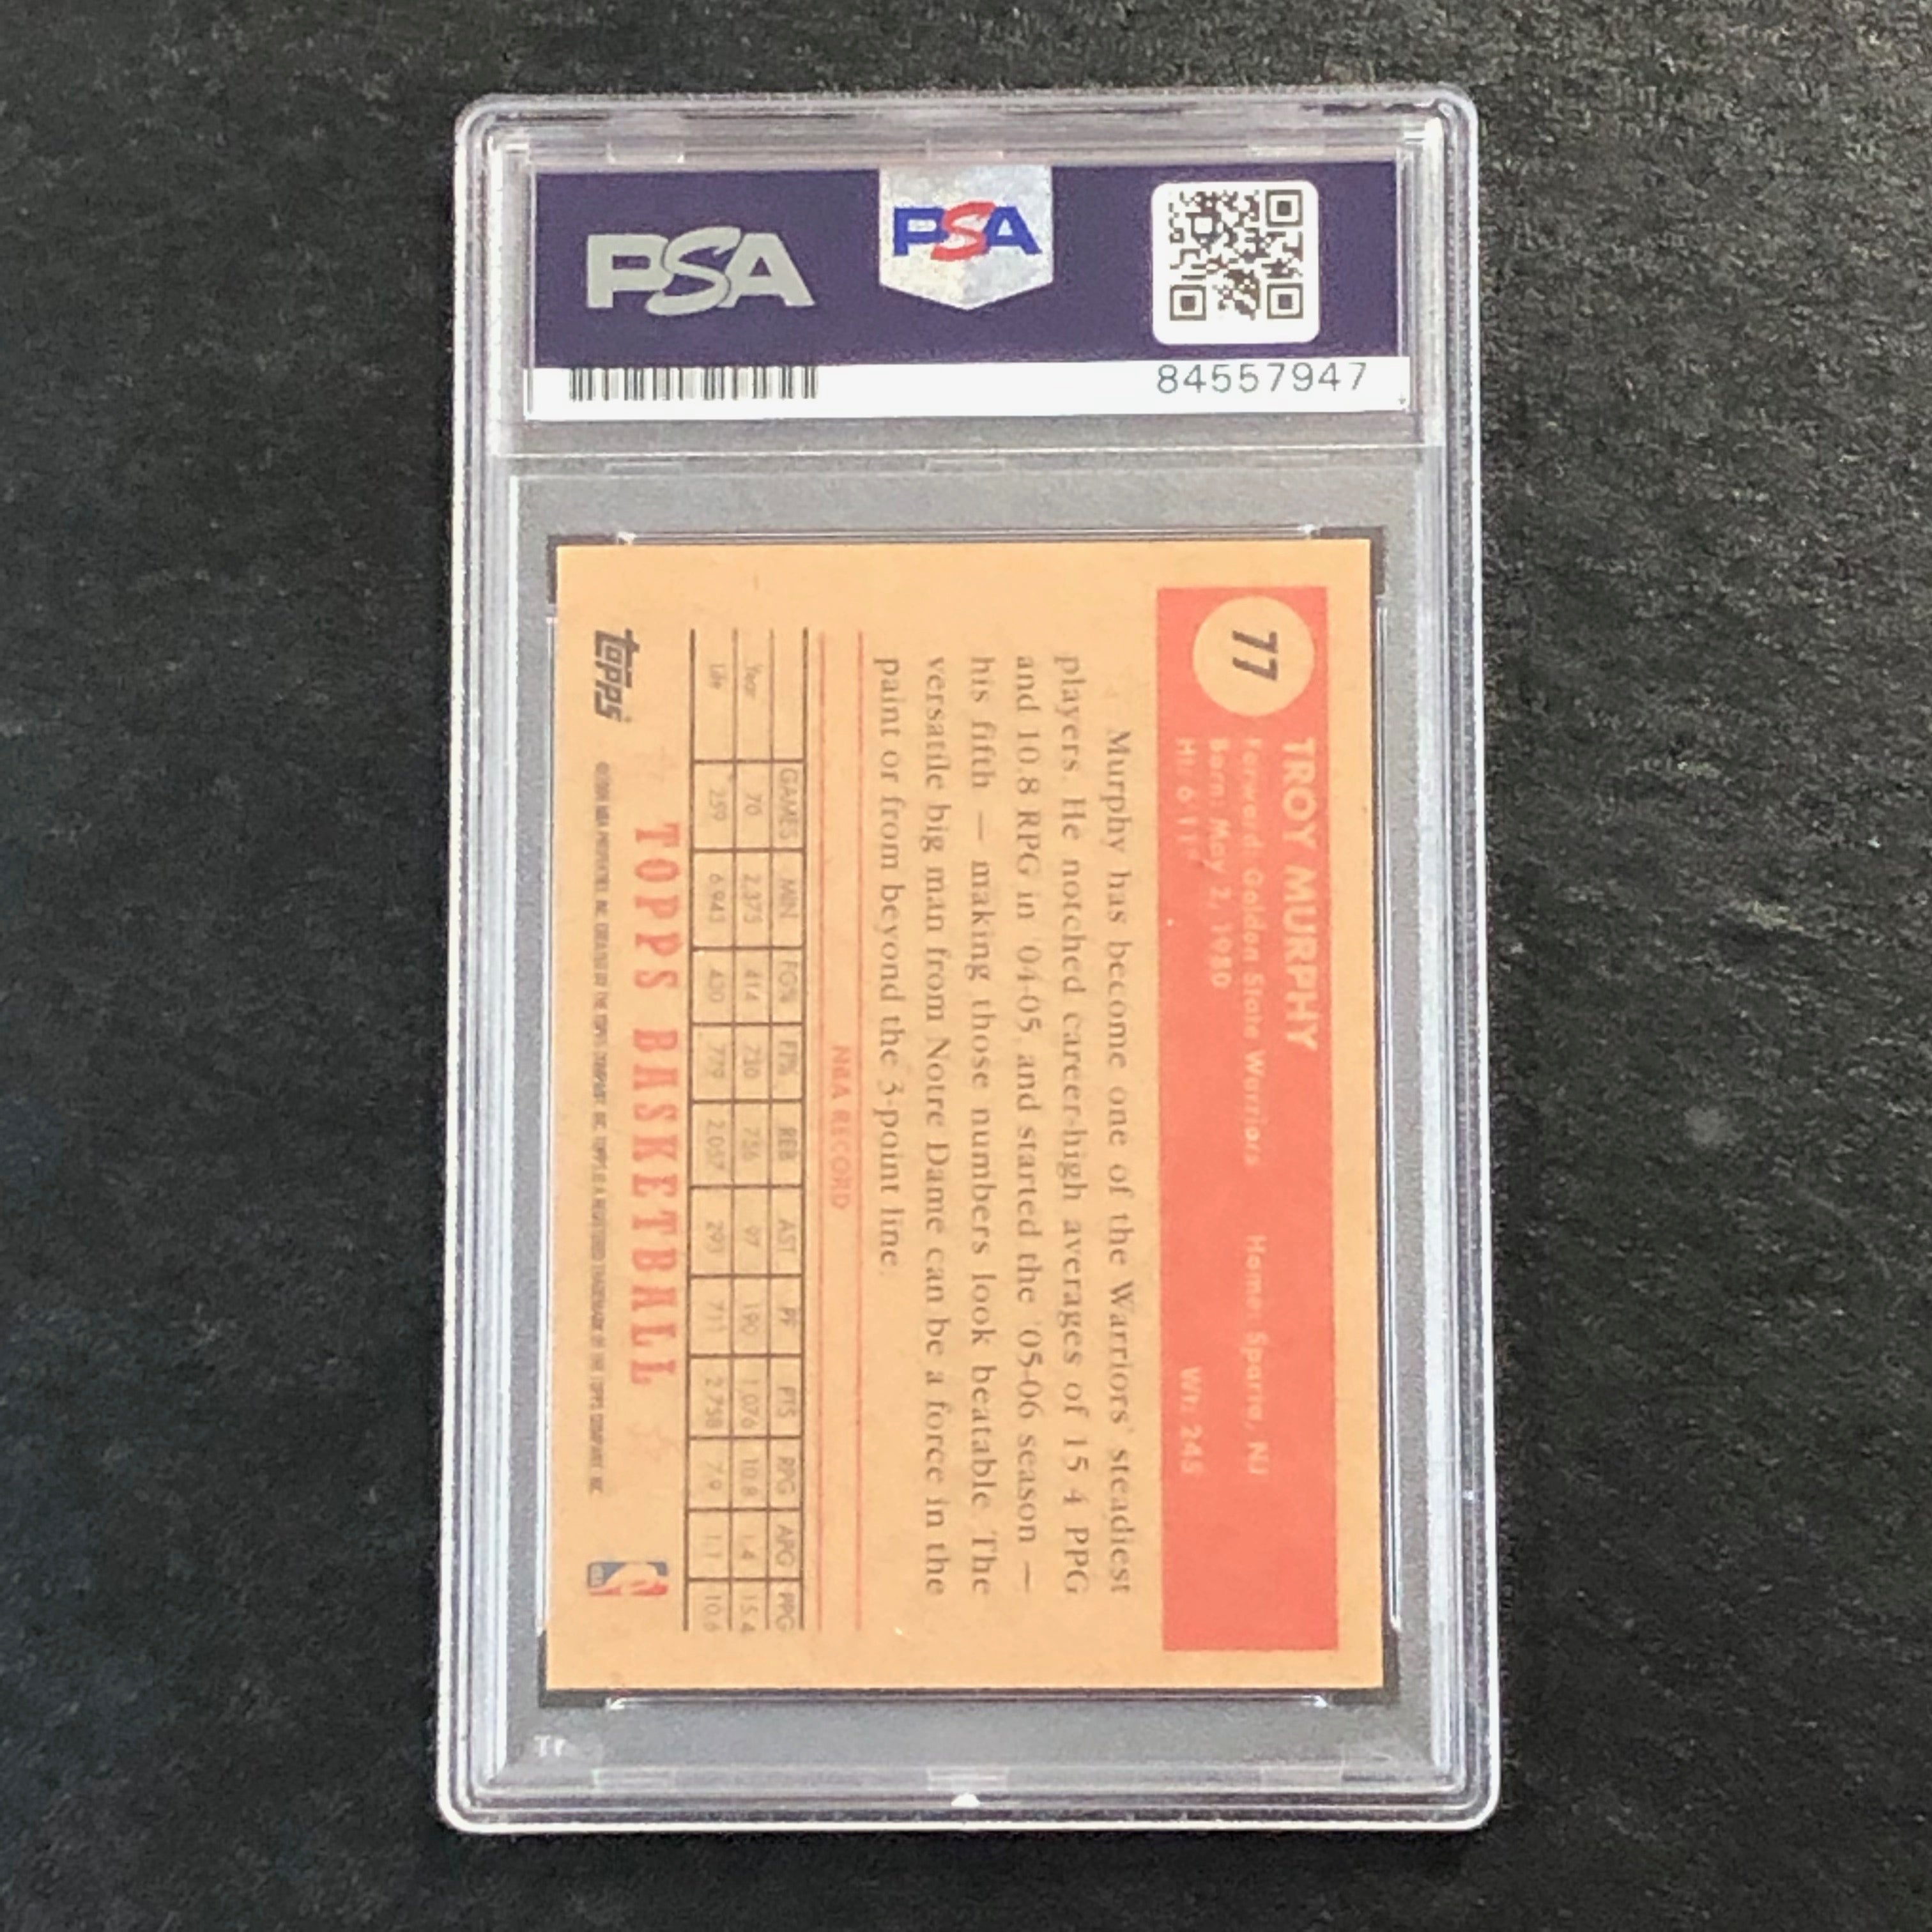 PSA
PSA
84557947
77
TROY MURPHY
Forward: Golden State Warriors Home: Sparta, NJ
Born: May 2, 1980
Ht: 6'11" Wt: 245
Murphy has become one of the Warriors' steadiest
players. He notched career-high averages of 15.4 PPG
and 10.8 RPG in '04-05, and started the '05-06 season —
his fifth — making those numbers look beatable. The
versatile big man from Notre Dame can be a force in the
paint or from beyond the 3-point line.
NBA RECORD
GAMES MIN FG% FT% REB AST PF PTS RPG APG PPG
Year 70 2,375 .414 .730 756 97 190 1,076 10.8 1.4 15.4
Life 259 6,943 .430 .779 2,057 293 711 2,758 7.9 1.1 10.6
TOPPS BASKETBALL
topps